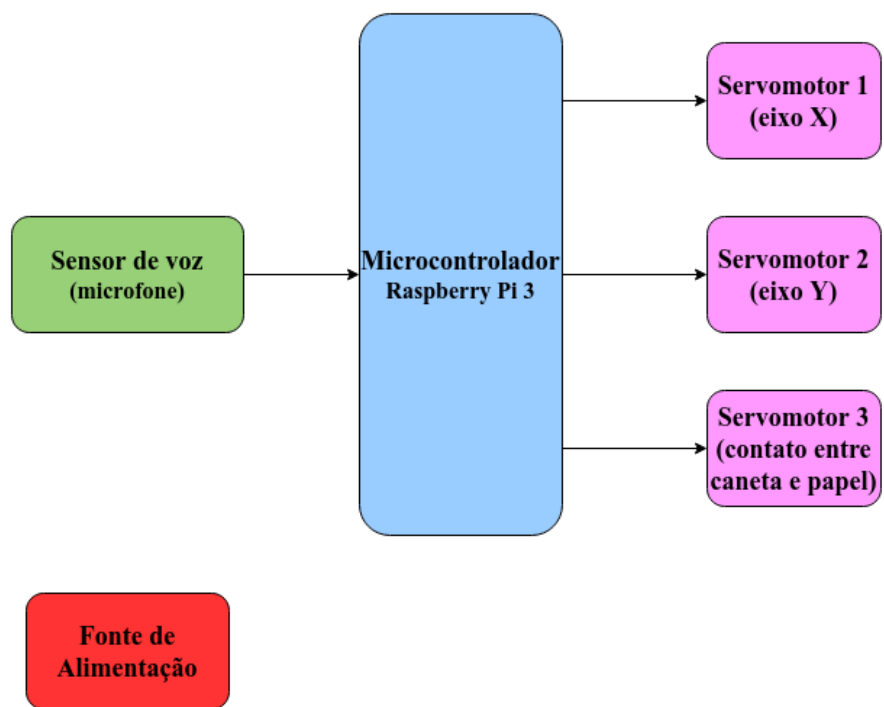 Sensor de voz
(microfone)
Microcontrolador
Raspberry Pi 3
Servomotor 1
(eixo X)
Servomotor 2
(eixo Y)
Servomotor 3
(contato entre
caneta e papel)
Fonte de
Alimentação